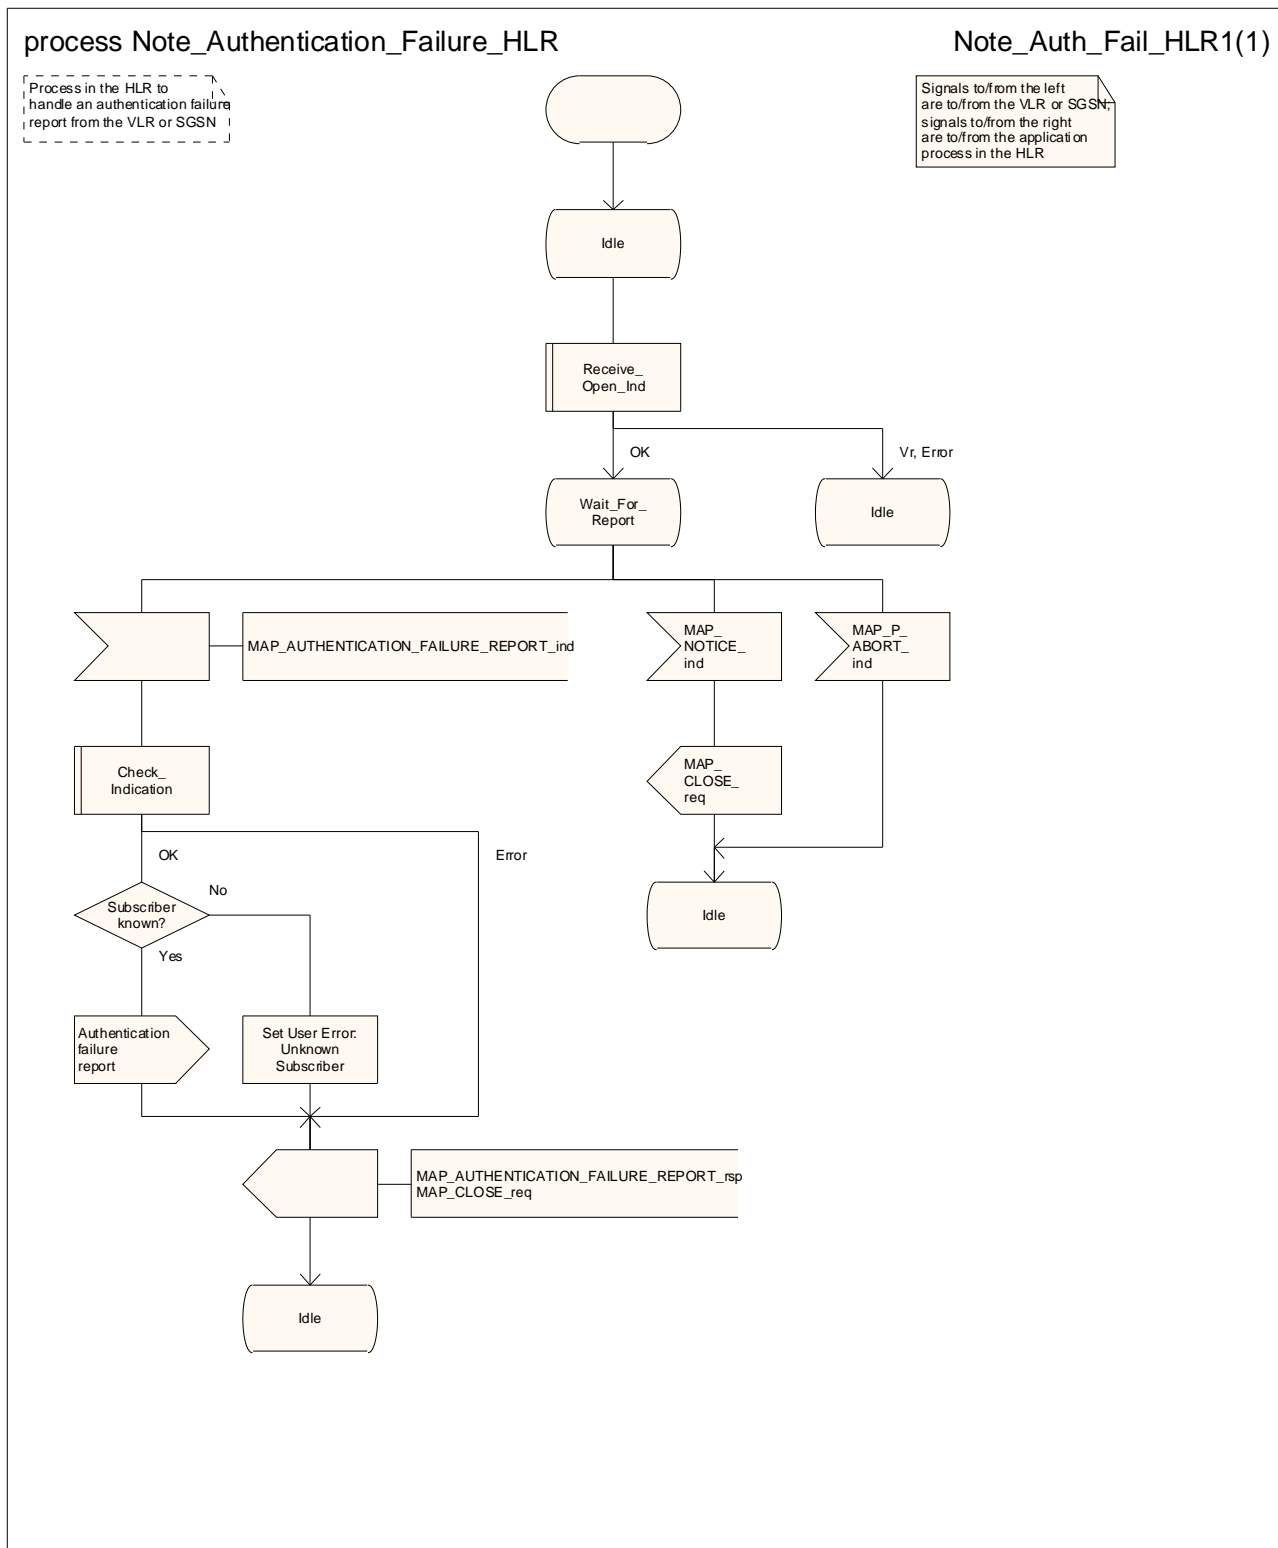 process Note_Authentication_Failure_HLR
Note_Auth_Fail_HLR1(1)
Process in the HLR to
handle an authentication failure
report from the VLR or SGSN
Signals to/from the left
are to/from the VLR or SGSN;
signals to/from the right
are to/from the application
process in the HLR
Idle
Receive_
Open_Ind
OK
Vr, Error
Wait_For_
Report
Idle
MAP_AUTHENTICATION_FAILURE_REPORT_ind
MAP_
NOTICE_
ind
MAP_P_
ABORT_
ind
Check_
Indication
MAP_
CLOSE_
req
OK
Error
No
Subscriber
known?
Idle
Yes
Authentication
failure
report
Set User Error:
Unknown
Subscriber
MAP_AUTHENTICATION_FAILURE_REPORT_rsp
MAP_CLOSE_req
Idle